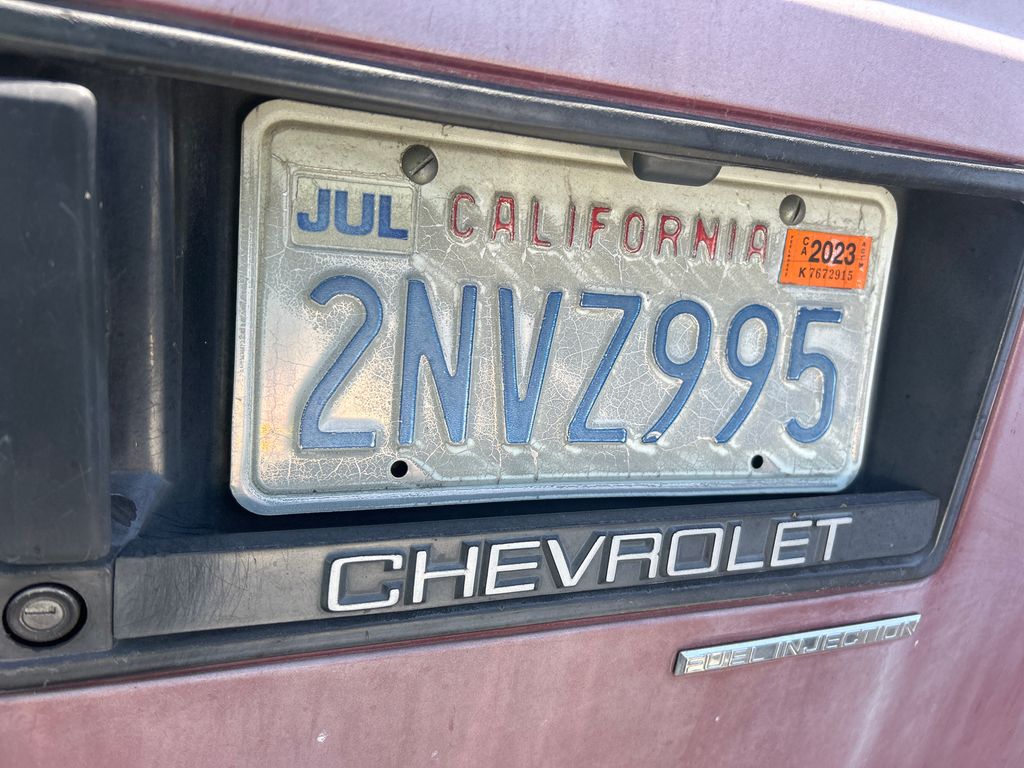 JUL
CALIFORNIA
CA 2023
K7672915
2NVZ995
CHEVROLET
FUEL INJECTION